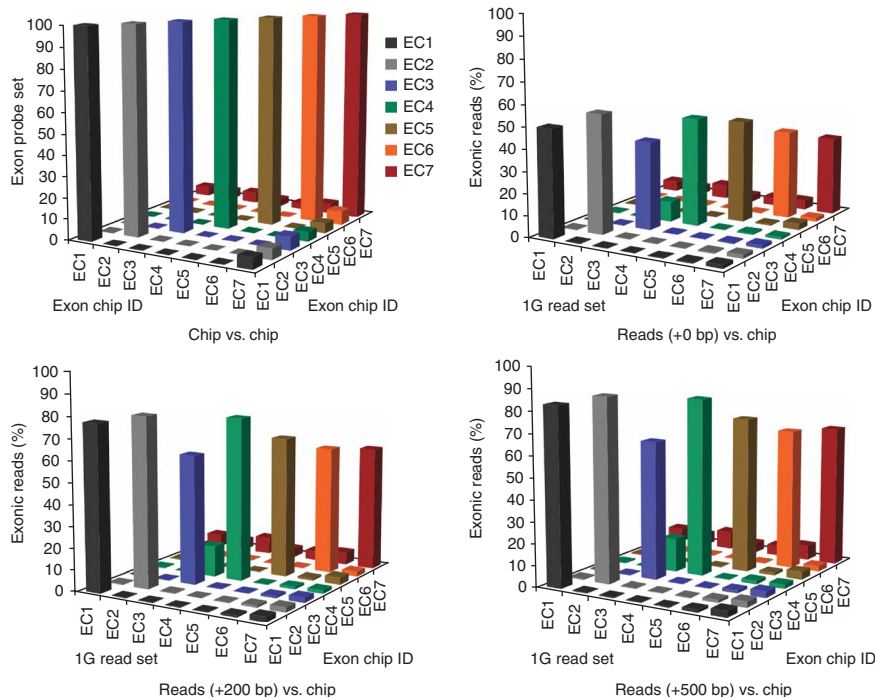 Exon probe set
100
90
80
70
60
50
40
30
20
10
0
EC1
EC2
EC3
EC4
EC5
EC6
EC7
EC1
EC2
EC3
EC4
EC5
EC6
EC7
Exon chip ID
Exon chip ID
Chip vs. chip
EC1
EC2
EC3
EC4
EC5
EC6
EC7
Exonic reads (%)
100
90
80
70
60
50
40
30
20
10
0
EC1
EC2
EC3
EC4
EC5
EC6
EC7
EC1
EC2
EC3
EC4
EC5
EC6
EC7
1G read set
Exon chip ID
Reads (+0 bp) vs. chip
Exonic reads (%)
100
90
80
70
60
50
40
30
20
10
0
EC1
EC2
EC3
EC4
EC5
EC6
EC7
EC1
EC2
EC3
EC4
EC5
EC6
EC7
1G read set
Exon chip ID
Reads (+200 bp) vs. chip
Exonic reads (%)
100
90
80
70
60
50
40
30
20
10
0
EC1
EC2
EC3
EC4
EC5
EC6
EC7
EC1
EC2
EC3
EC4
EC5
EC6
EC7
1G read set
Exon chip ID
Reads (+500 bp) vs. chip